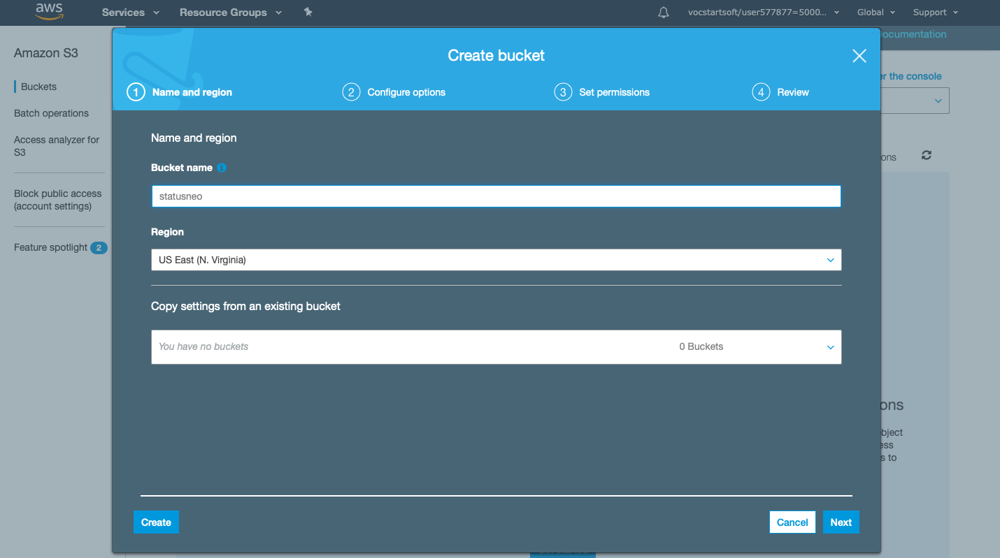 aws
Services
Resource Groups
vocstartsoft/user577877=5000...
Global
Support
Amazon S3
Buckets
Batch operations
Access analyzer for
S3
Block public access
(account settings)
Feature spotlight 2
Create bucket
1 Name and region
2 Configure options
3 Set permissions
4 Review
Name and region
Bucket name
statusneo
Region
US East (N. Virginia)
Copy settings from an existing bucket
You have no buckets
0 Buckets
Create
Cancel
Next
ocumentation
er the console
ons
ons
bject
ess
s to